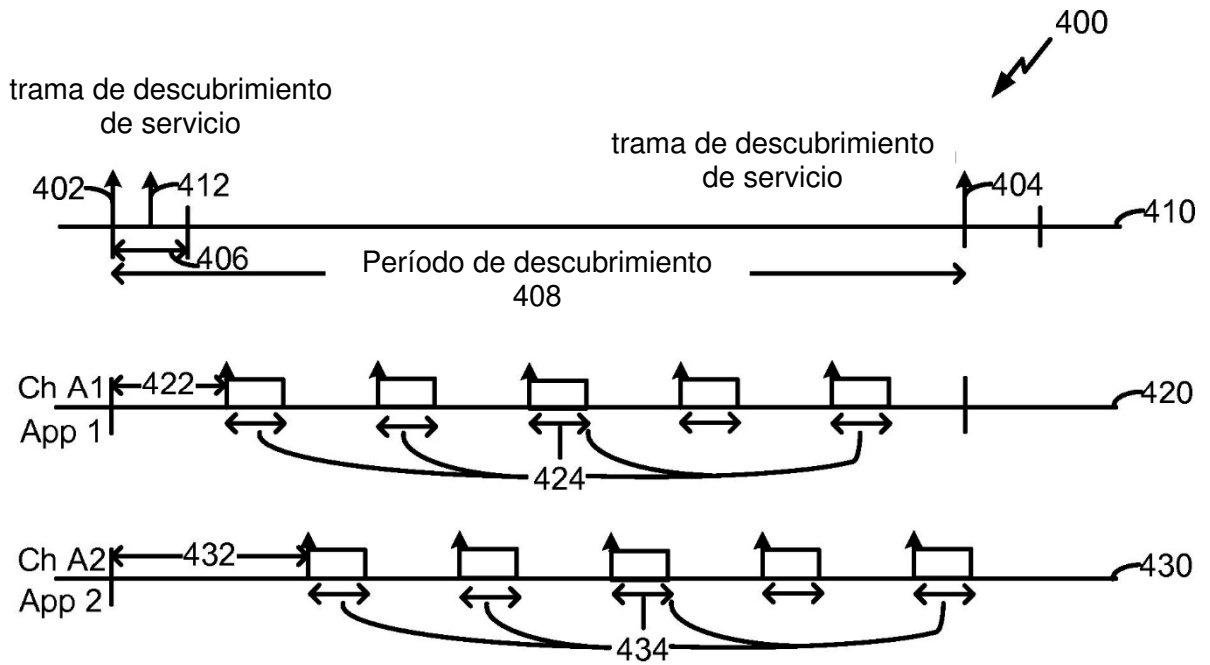 400
trama de descubrimiento
de servicio
trama de descubrimiento
de servicio
402
412
404
410
406
Período de descubrimiento
408
Ch A1
422
420
App 1
424
Ch A2
432
430
App 2
434